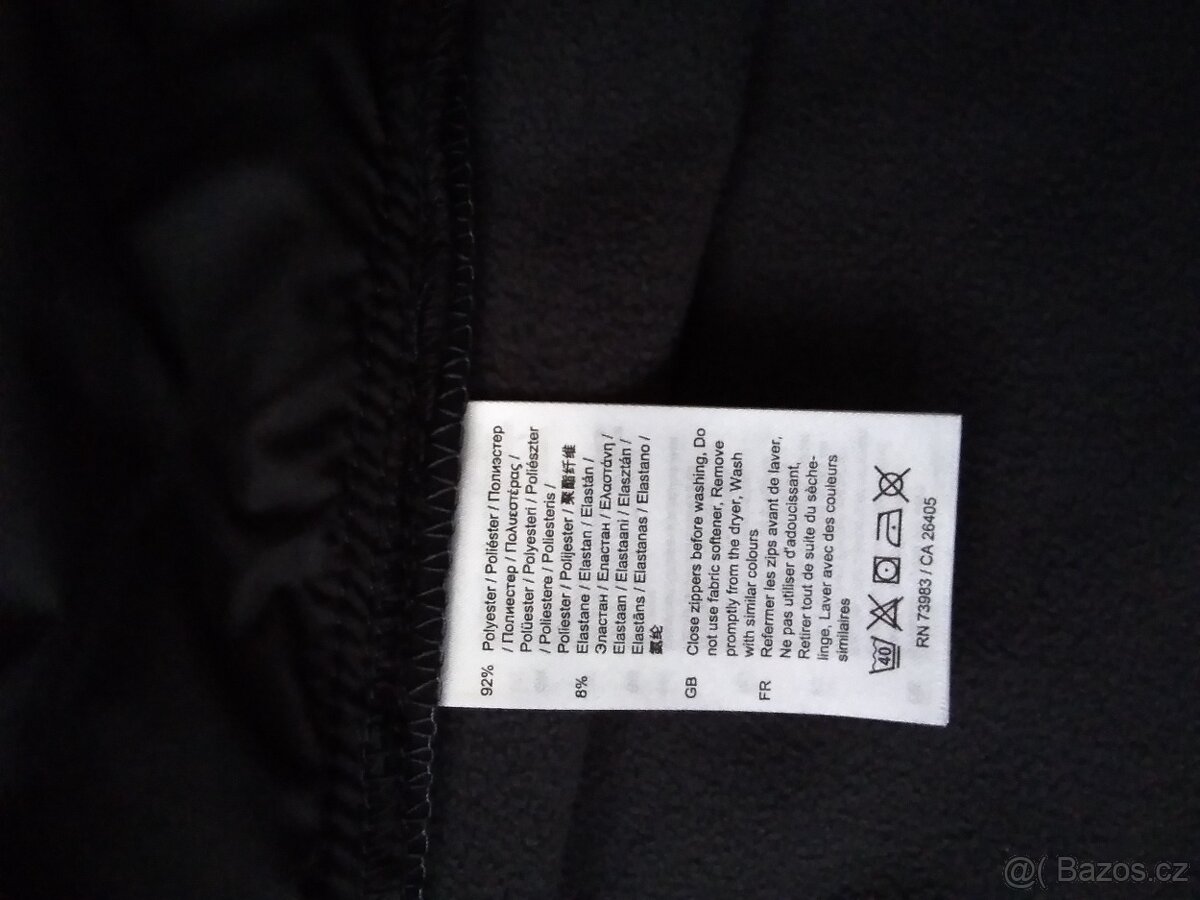 92% Polyester / Poliéster / Полиэстер
/ Полиестер / Πολυεστέρας /
Polüester / Polyesteri / Poliészter
/ Poliestere / Poliesteris /
Poliester / Polijester / 聚酯纤维
8% Elastane / Elastan / Elastán /
Эластан / Еластан / Ελαστάνη /
Elastaan / Elastaani / Elasztán /
Elastāns / Elastanas / Elastano /
氨纶
GB Close zippers before washing, Do
not use fabric softener, Remove
promptly from the dryer, Wash
with similar colours
FR Refermer les zips avant de laver,
Ne pas utiliser d'adoucissant,
Retirer tout de suite du sèche-
linge, Laver avec des couleurs
similaires
40
RN 73983 / CA 26405
@( Bazos.cz